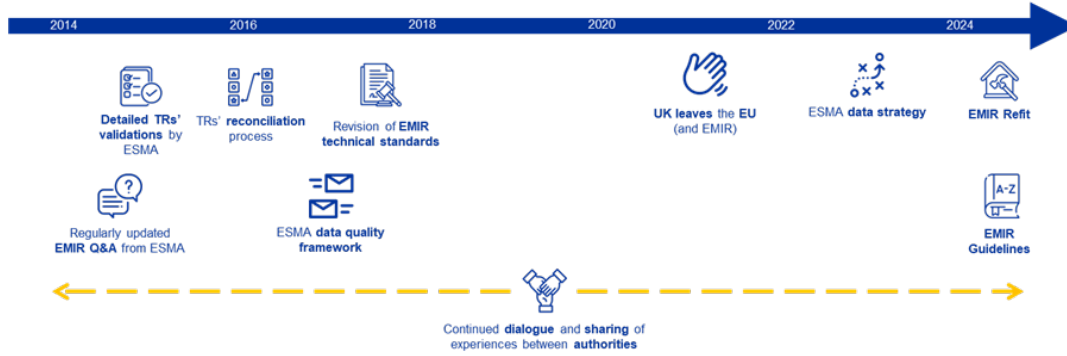 2014 2016 2018 2020 2022 2024
Detailed TRs'
validations by
ESMA
TRs' reconciliation
process
Revision of EMIR
technical standards
UK leaves the EU
(and EMIR)
ESMA data strategy
EMIR Refit
?
Regularly updated
EMIR Q&A from ESMA
ESMA data quality
framework
A-Z
EMIR
Guidelines
Continued dialogue and sharing of
experiences between authorities